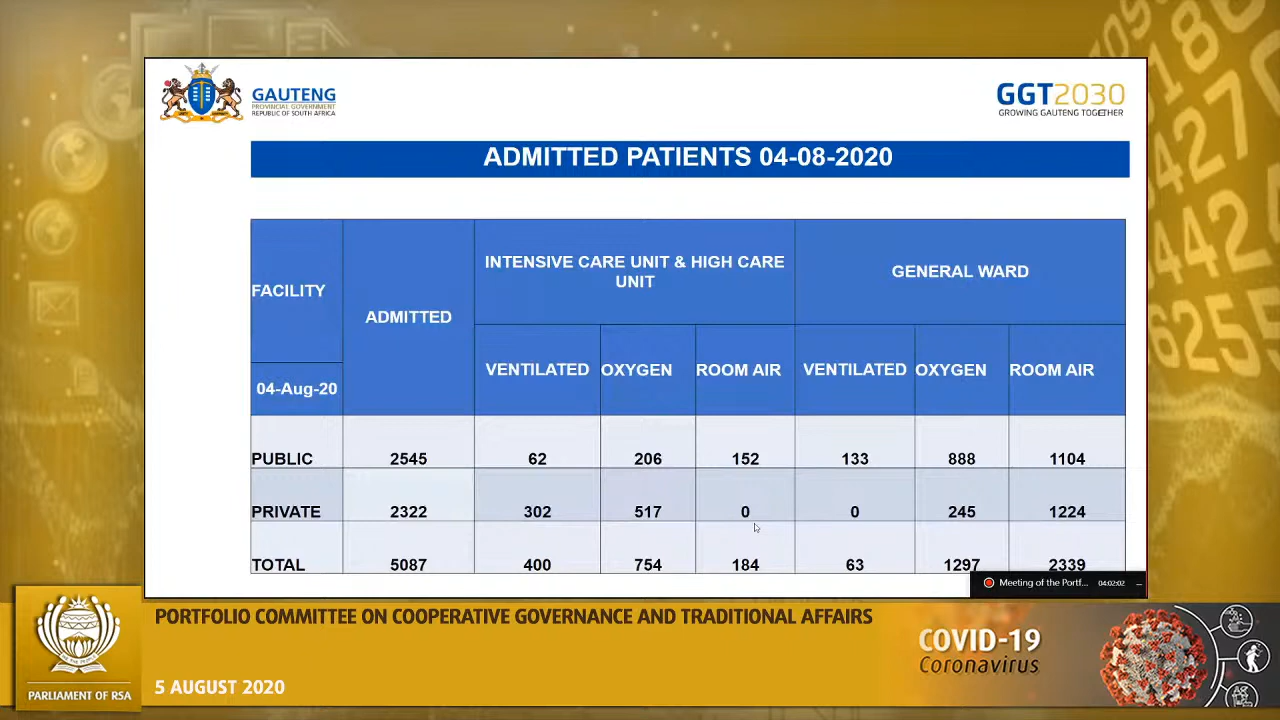 GAUTENG
PROVINCIAL GOVERNMENT
REPUBLIC OF SOUTH AFRICA
GGT2030
GROWING GAUTENG TOGETHER
ADMITTED PATIENTS 04-08-2020
FACILITY
ADMITTED
INTENSIVE CARE UNIT & HIGH CARE
UNIT
GENERAL WARD
04-Aug-20
VENTILATED OXYGEN ROOM AIR VENTILATED OXYGEN ROOM AIR
PUBLIC 2545 62 206 152 133 888 1104
PRIVATE 2322 302 517 0 0 245 1224
TOTAL 5087 400 754 184 63 1297 2339
Meeting of the Portf... 04:02:02
PORTFOLIO COMMITTEE ON COOPERATIVE GOVERNANCE AND TRADITIONAL AFFAIRS
COVID-19
Coronavirus
PARLIAMENT OF RSA
5 AUGUST 2020